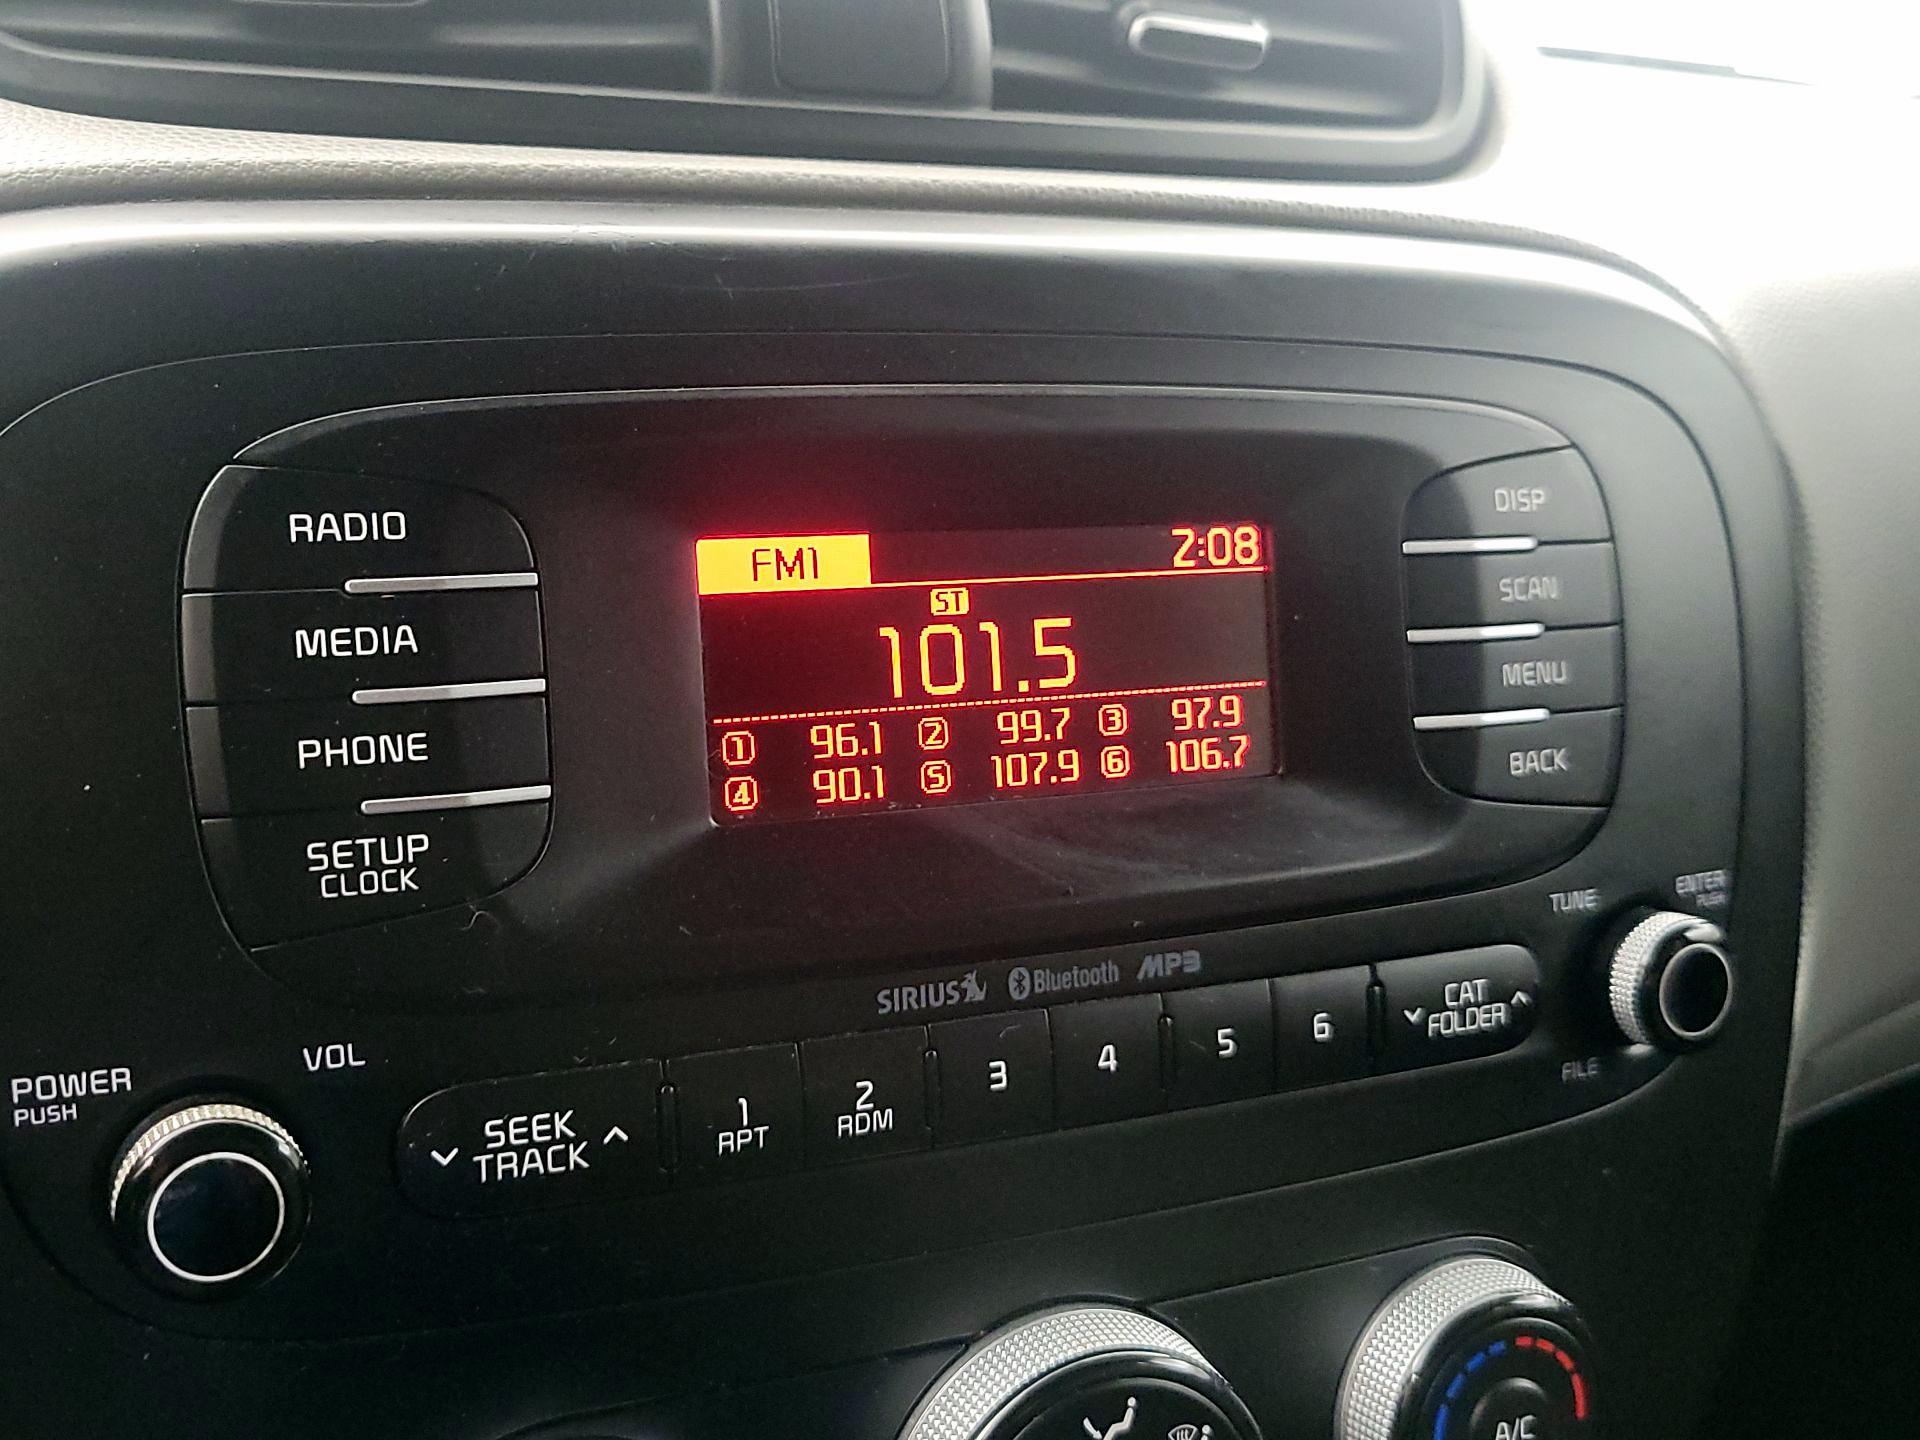 RADIO
MEDIA
PHONE
SETUP
CLOCK
FM1 2:08
ST
101.5
1 96.1 2 99.7 3 97.9
4 90.1 5 107.9 6 106.7
DISP
SCAN
MENU
BACK
TUNE
ENTER
PUSH
FILE
SIRIUS Bluetooth MP3
POWER
PUSH
VOL
SEEK
TRACK
1
RPT
2
RDM
3
4
5
6
CAT
FOLDER
A/C